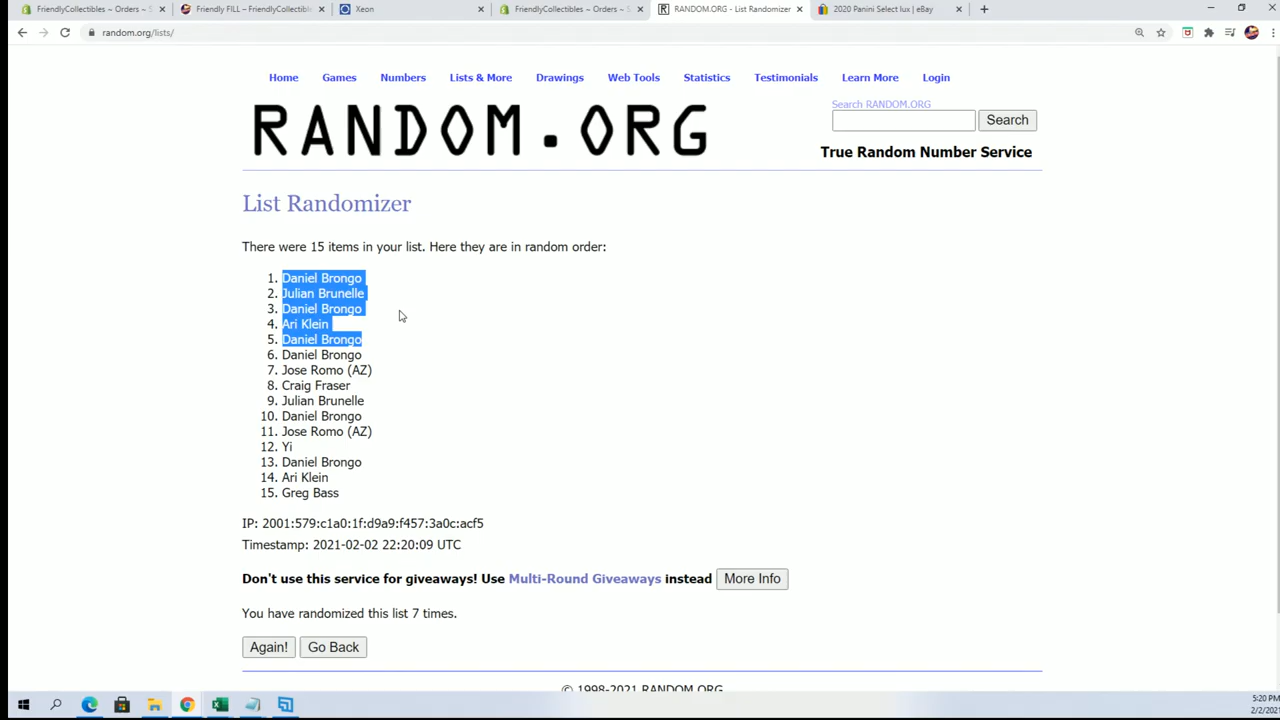 FriendlyCollectibles ~ Orders ~ S
Friendly FILL – FriendlyCollectible
Xeon
FriendlyCollectibles ~ Orders ~ S
RANDOM.ORG - List Randomizer
2020 Panini Select lux | eBay
random.org/lists/
Home Games Numbers Lists & More Drawings Web Tools Statistics Testimonials Learn More Login
RANDOM.ORG
Search RANDOM.ORG
Search
True Random Number Service
List Randomizer
There were 15 items in your list. Here they are in random order:
1. Daniel Brongo
2. Julian Brunelle
3. Daniel Brongo
4. Ari Klein
5. Daniel Brongo
6. Daniel Brongo
7. Jose Romo (AZ)
8. Craig Fraser
9. Julian Brunelle
10. Daniel Brongo
11. Jose Romo (AZ)
12. Yi
13. Daniel Brongo
14. Ari Klein
15. Greg Bass
IP: 2001:579:c1a0:1f:d9a9:f457:3a0c:acf5
Timestamp: 2021-02-02 22:20:09 UTC
Don't use this service for giveaways! Use Multi-Round Giveaways instead More Info
You have randomized this list 7 times.
Again! Go Back
© 1998-2021 RANDOM.ORG
5:20 PM
2/2/2021